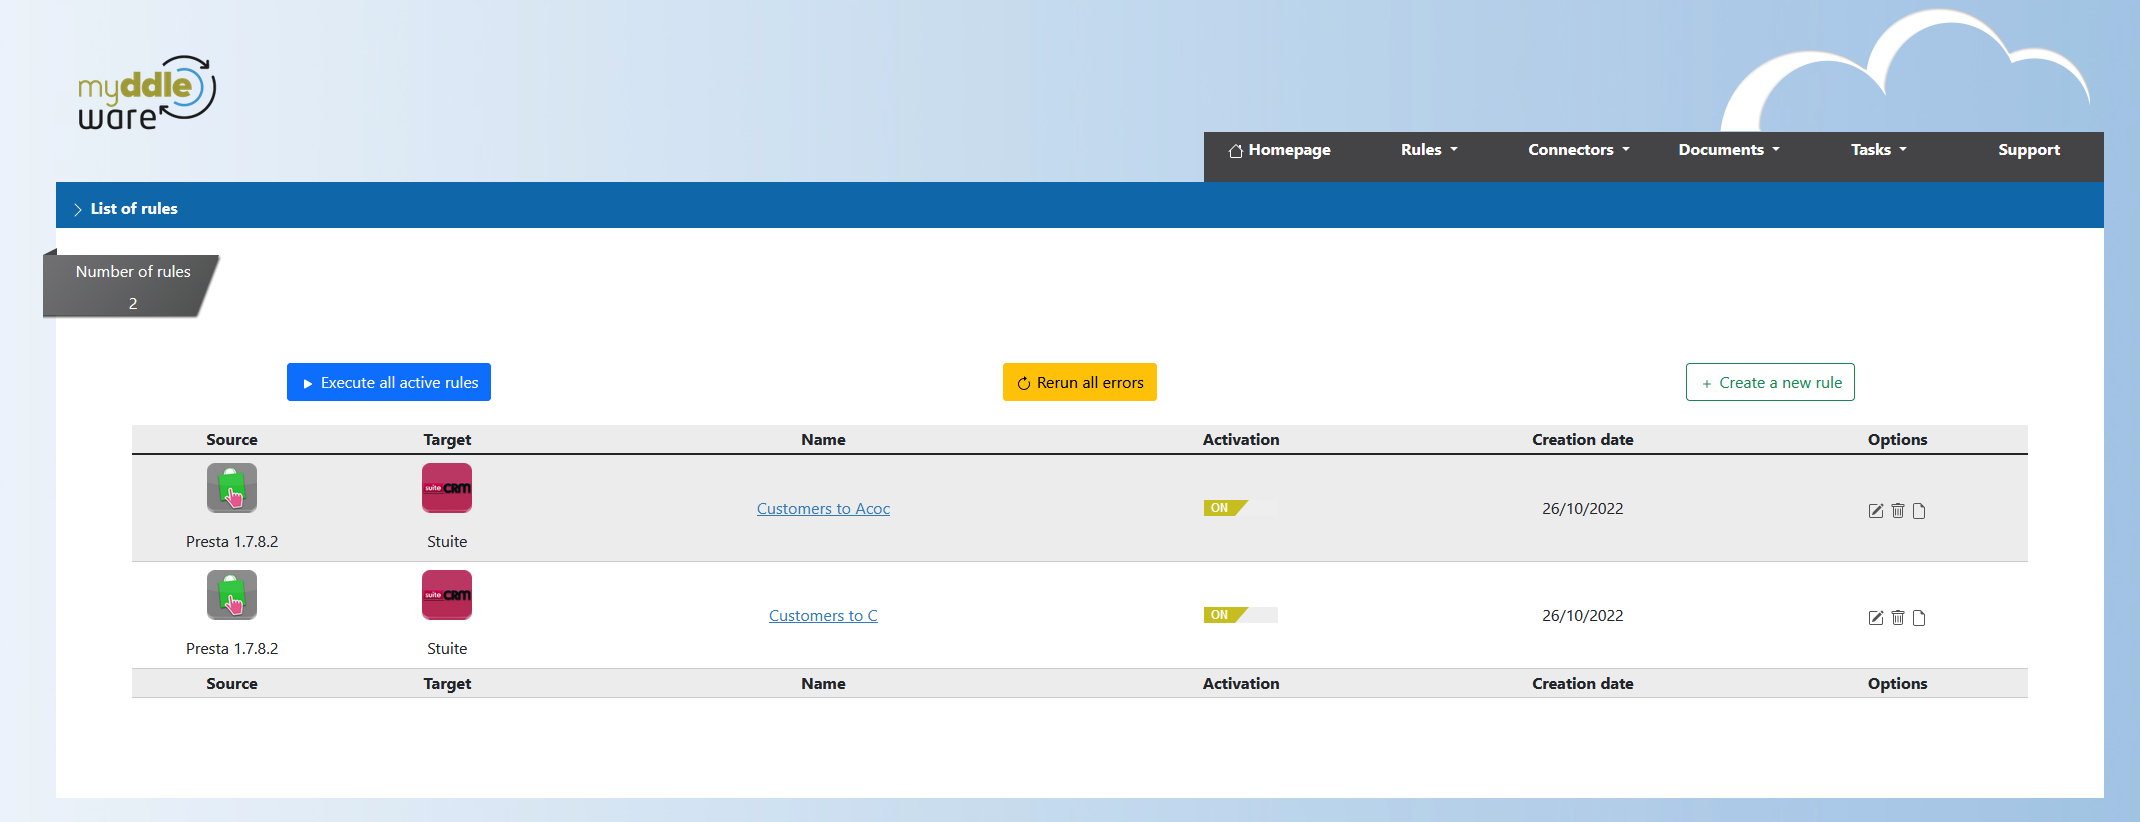 myddle
ware
Homepage Rules Connectors Documents Tasks Support
List of rules
Number of rules
2
Execute all active rules Rerun all errors + Create a new rule
Source Target Name Activation Creation date Options
suite CRM
Customers to Acoc ON 26/10/2022
Presta 1.7.8.2 Stuite
suite CRM
Customers to C ON 26/10/2022
Presta 1.7.8.2 Stuite
Source Target Name Activation Creation date Options